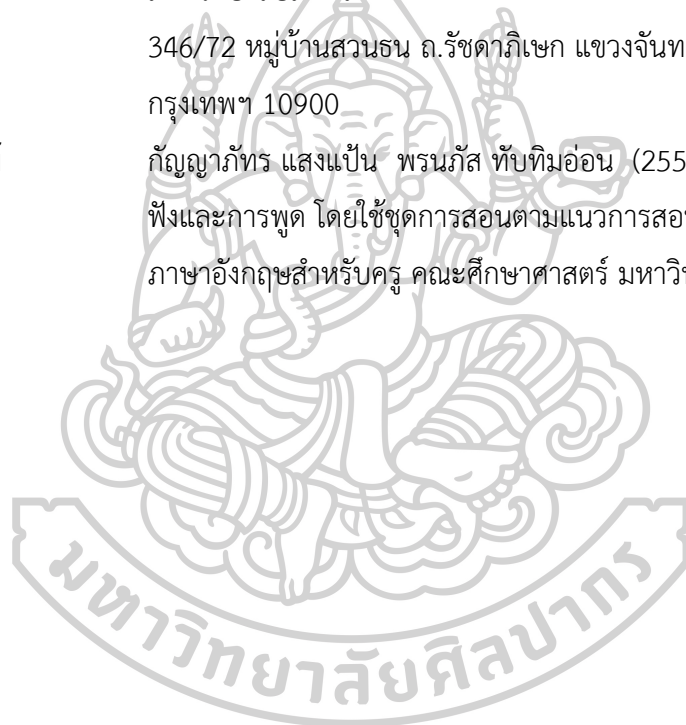 346/72 หมู่บ้านสวนธน ถ.รัชดาภิเษก แขวงจันท
กรุงเทพฯ 10900
กัญญาภัทร แสงแป้น พรนภัส ทับทิมอ่อน (255
ฟังและการพูด โดยใช้ชุดการสอนตามแนวการสอน
ภาษาอังกฤษสำหรับครู คณะศึกษาศาสตร์ มหาวิท
มหาวิทยาลัยศิลปากร